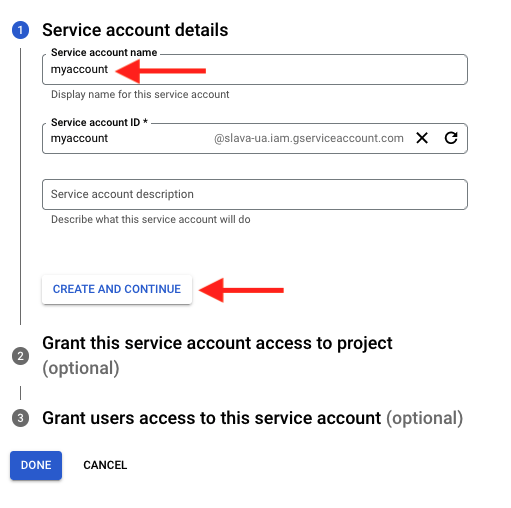 1 Service account details
Service account name
myaccount
Display name for this service account
Service account ID *
myaccount @slava-ua.iam.gserviceaccount.com
Service account description
Describe what this service account will do
CREATE AND CONTINUE
2 Grant this service account access to project
(optional)
3 Grant users access to this service account (optional)
DONE CANCEL